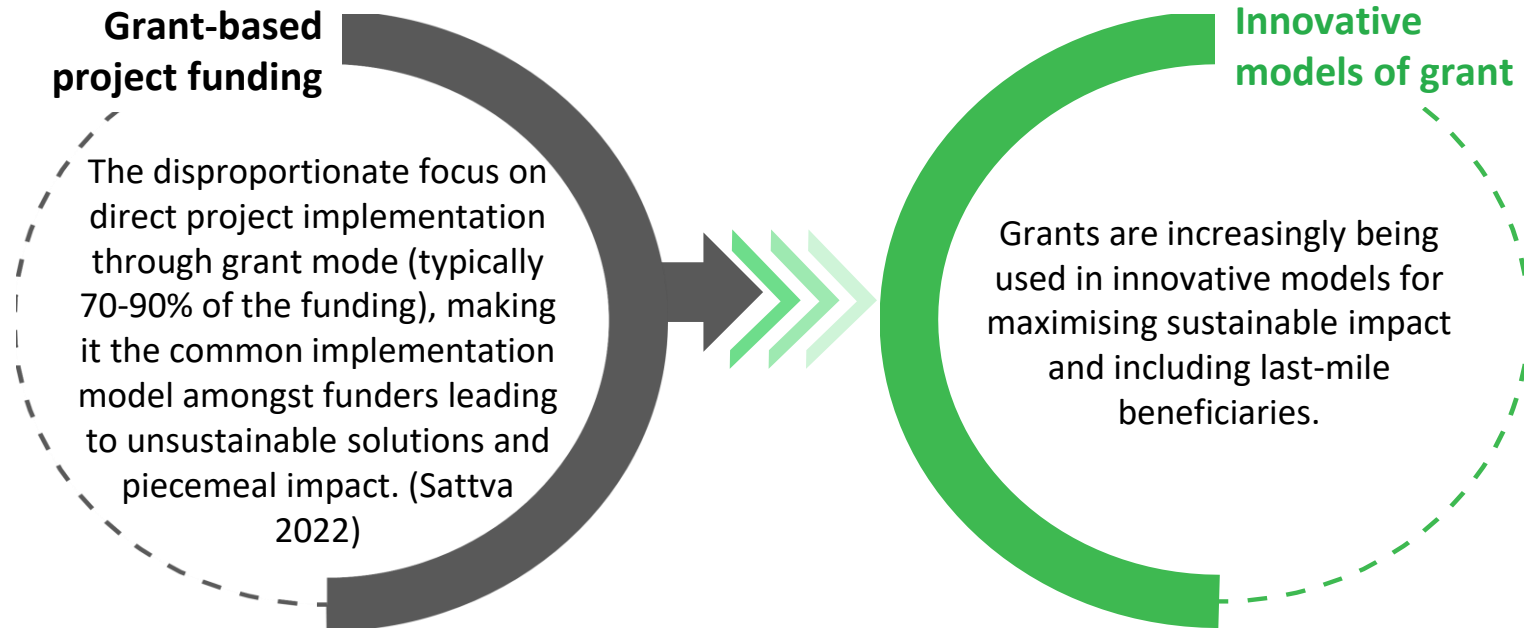 Grant-based
project funding
The disproportionate focus on
direct project implementation
through grant mode (typically
70-90% of the funding), making
it the common implementation
model amongst funders leading
to unsustainable solutions and
piecemeal impact. (Sattva
2022)
Innovative
models of grant
Grants are increasingly being
used in innovative models for
maximising sustainable impact
and including last-mile
beneficiaries.